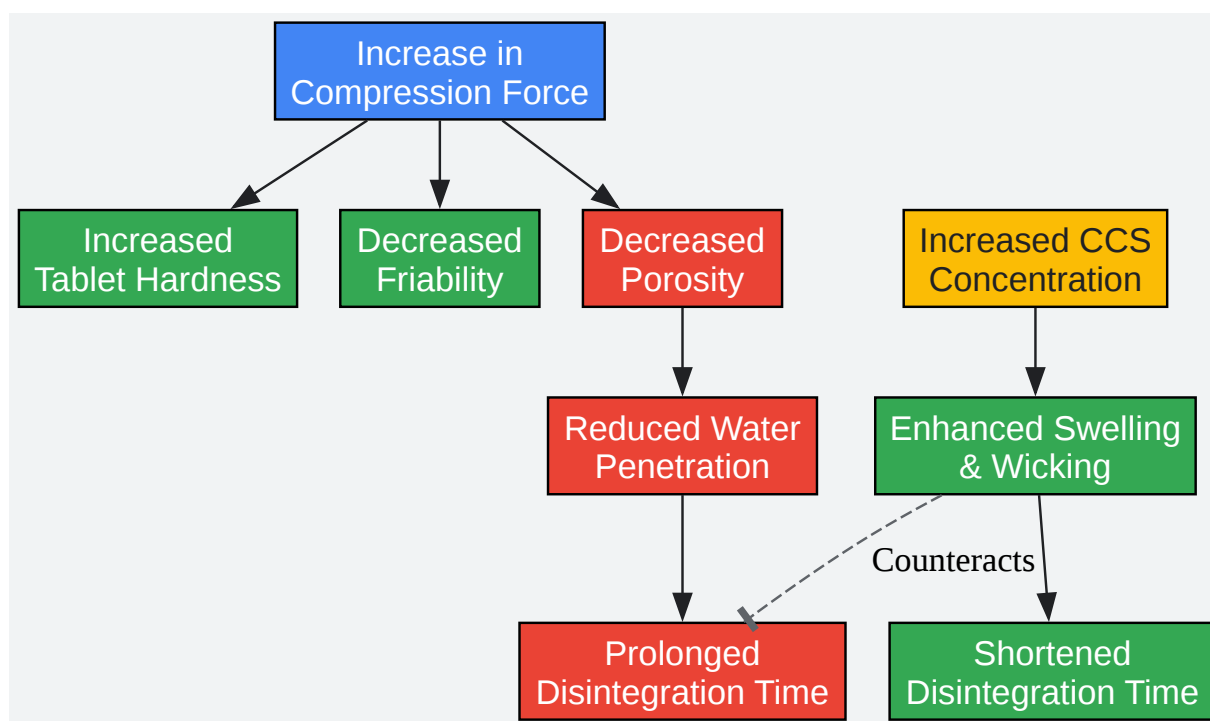 Increase in
Compression Force
Increased
Tablet Hardness
Decreased
Friability
Decreased
Porosity
Increased CCS
Concentration
Reduced Water
Penetration
Enhanced Swelling
& Wicking
Counteracts
Prolonged
Disintegration Time
Shortened
Disintegration Time